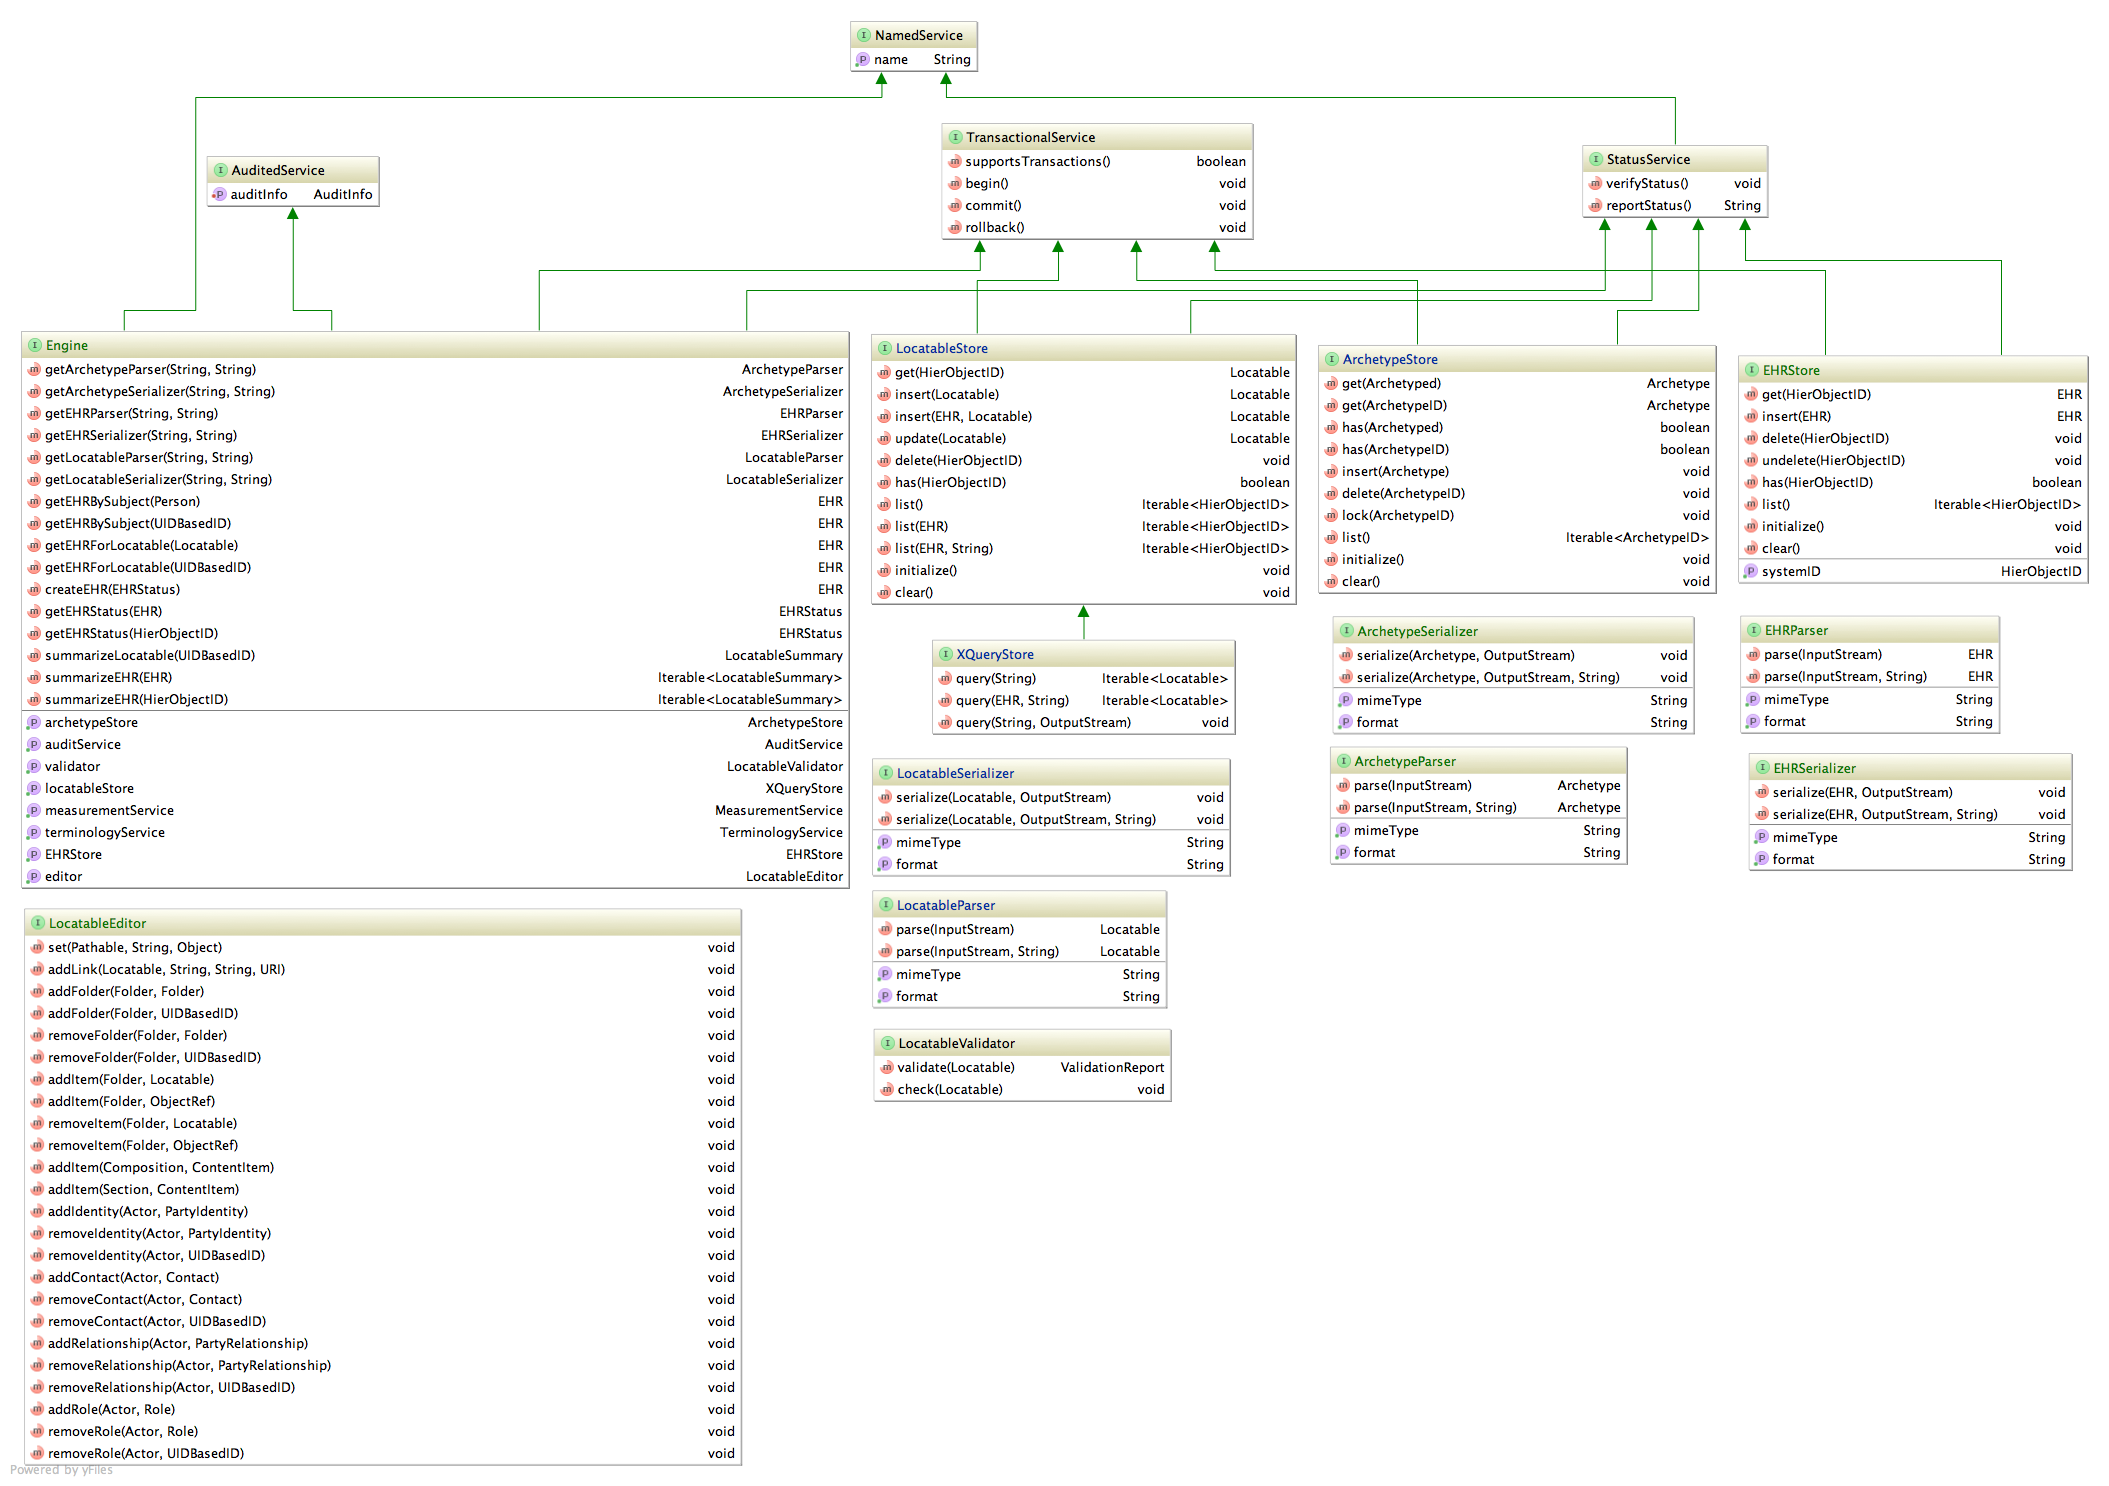 NamedService
name String
TransactionalService
supportsTransactions() boolean
begin() void
commit() void
rollback() void
AuditedService
auditInfo AuditInfo
StatusService
verifyStatus() void
reportStatus() String
Engine
getArchetypeParser(String, String) ArchetypeParser
getArchetypeSerializer(String, String) ArchetypeSerializer
getEHRParser(String, String) EHRParser
getEHRSerializer(String, String) EHRSerializer
getLocatableParser(String, String) LocatableParser
getLocatableSerializer(String, String) LocatableSerializer
getEHRBySubject(Person) EHR
getEHRBySubject(UIDBasedID) EHR
getEHRForLocatable(Locatable) EHR
getEHRForLocatable(UIDBasedID) EHR
createEHR(EHRStatus) EHR
getEHRStatus(EHR) EHRStatus
getEHRStatus(HierObjectID) EHRStatus
summarizeLocatable(UIDBasedID) LocatableSummary
summarizeEHR(EHR) Iterable<LocatableSummary>
summarizeEHR(HierObjectID) Iterable<LocatableSummary>
archetypeStore ArchetypeStore
auditService AuditService
validator LocatableValidator
locatableStore XQueryStore
measurementService MeasurementService
terminologyService TerminologyService
EHRStore EHRStore
editor LocatableEditor
LocatableStore
get(HierObjectID) Locatable
insert(Locatable) Locatable
insert(EHR, Locatable) Locatable
update(Locatable) Locatable
delete(HierObjectID) void
has(HierObjectID) boolean
list() Iterable<HierObjectID>
list(EHR) Iterable<HierObjectID>
list(EHR, String) Iterable<HierObjectID>
initialize() void
clear() void
ArchetypeStore
get(Archetyped) Archetype
get(ArchetypeID) Archetype
has(Archetyped) boolean
has(ArchetypeID) boolean
insert(Archetype) void
delete(ArchetypeID) void
lock(ArchetypeID) void
list() Iterable<ArchetypeID>
initialize() void
clear() void
EHRStore
get(HierObjectID) EHR
insert(EHR) EHR
delete(HierObjectID) void
undelete(HierObjectID) void
has(HierObjectID) boolean
list() Iterable<HierObjectID>
initialize() void
clear() void
systemID HierObjectID
XQueryStore
query(String) Iterable<Locatable>
query(EHR, String) Iterable<Locatable>
query(String, OutputStream) void
ArchetypeSerializer
serialize(Archetype, OutputStream) void
serialize(Archetype, OutputStream, String) void
mimeType String
format String
EHRParser
parse(InputStream) EHR
parse(InputStream, String) EHR
mimeType String
format String
LocatableSerializer
serialize(Locatable, OutputStream) void
serialize(Locatable, OutputStream, String) void
mimeType String
format String
ArchetypeParser
parse(InputStream) Archetype
parse(InputStream, String) Archetype
mimeType String
format String
EHRSerializer
serialize(EHR, OutputStream) void
serialize(EHR, OutputStream, String) void
mimeType String
format String
LocatableParser
parse(InputStream) Locatable
parse(InputStream, String) Locatable
mimeType String
format String
LocatableValidator
validate(Locatable) ValidationReport
check(Locatable) void
LocatableEditor
set(Pathable, String, Object) void
addLink(Locatable, String, String, URI) void
addFolder(Folder, Folder) void
addFolder(Folder, UIDBasedID) void
removeFolder(Folder, Folder) void
removeFolder(Folder, UIDBasedID) void
addItem(Folder, Locatable) void
addItem(Folder, ObjectRef) void
removeItem(Folder, Locatable) void
removeItem(Folder, ObjectRef) void
addItem(Composition, ContentItem) void
addItem(Section, ContentItem) void
addIdentity(Actor, PartyIdentity) void
removeIdentity(Actor, PartyIdentity) void
removeIdentity(Actor, UIDBasedID) void
addContact(Actor, Contact) void
removeContact(Actor, Contact) void
removeContact(Actor, UIDBasedID) void
addRelationship(Actor, PartyRelationship) void
removeRelationship(Actor, PartyRelationship) void
removeRelationship(Actor, UIDBasedID) void
addRole(Actor, Role) void
removeRole(Actor, Role) void
removeRole(Actor, UIDBasedID) void
Powered by yFiles